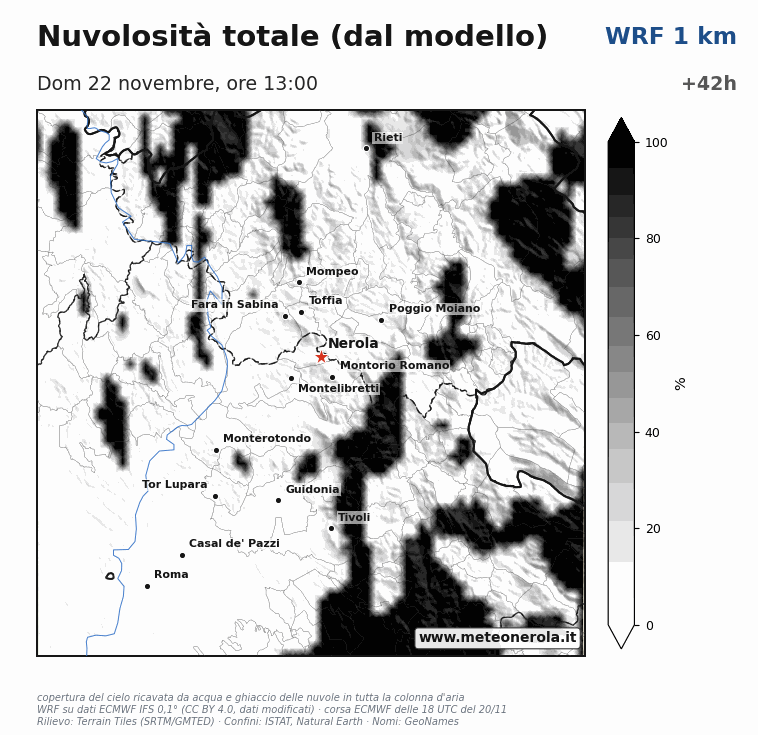 Nuvolosità totale (dal modello)
WRF 1 km
Dom 22 novembre, ore 13:00
+42h
Rieti
Mompeo
Fara in Sabina
Toffia
Poggio Moiano
Nerola
Montorio Romano
Montelibretti
Monterotondo
Tor Lupara
Guidonia
Tivoli
Casal de' Pazzi
Roma
www.meteonerola.it
100
80
60
40
20
0
%
copertura del cielo ricavata da acqua e ghiaccio delle nuvole in tutta la colonna d'aria
WRF su dati ECMWF IFS 0,1° (CC BY 4.0, dati modificati) · corsa ECMWF delle 18 UTC del 20/11
Rilievo: Terrain Tiles (SRTM/GMTED) · Confini: ISTAT, Natural Earth · Nomi: GeoNames